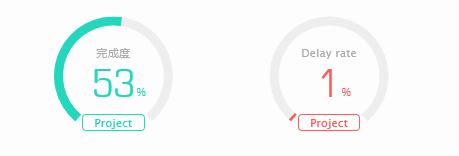 完成度
53%
Project
Delay rate
1%
Project